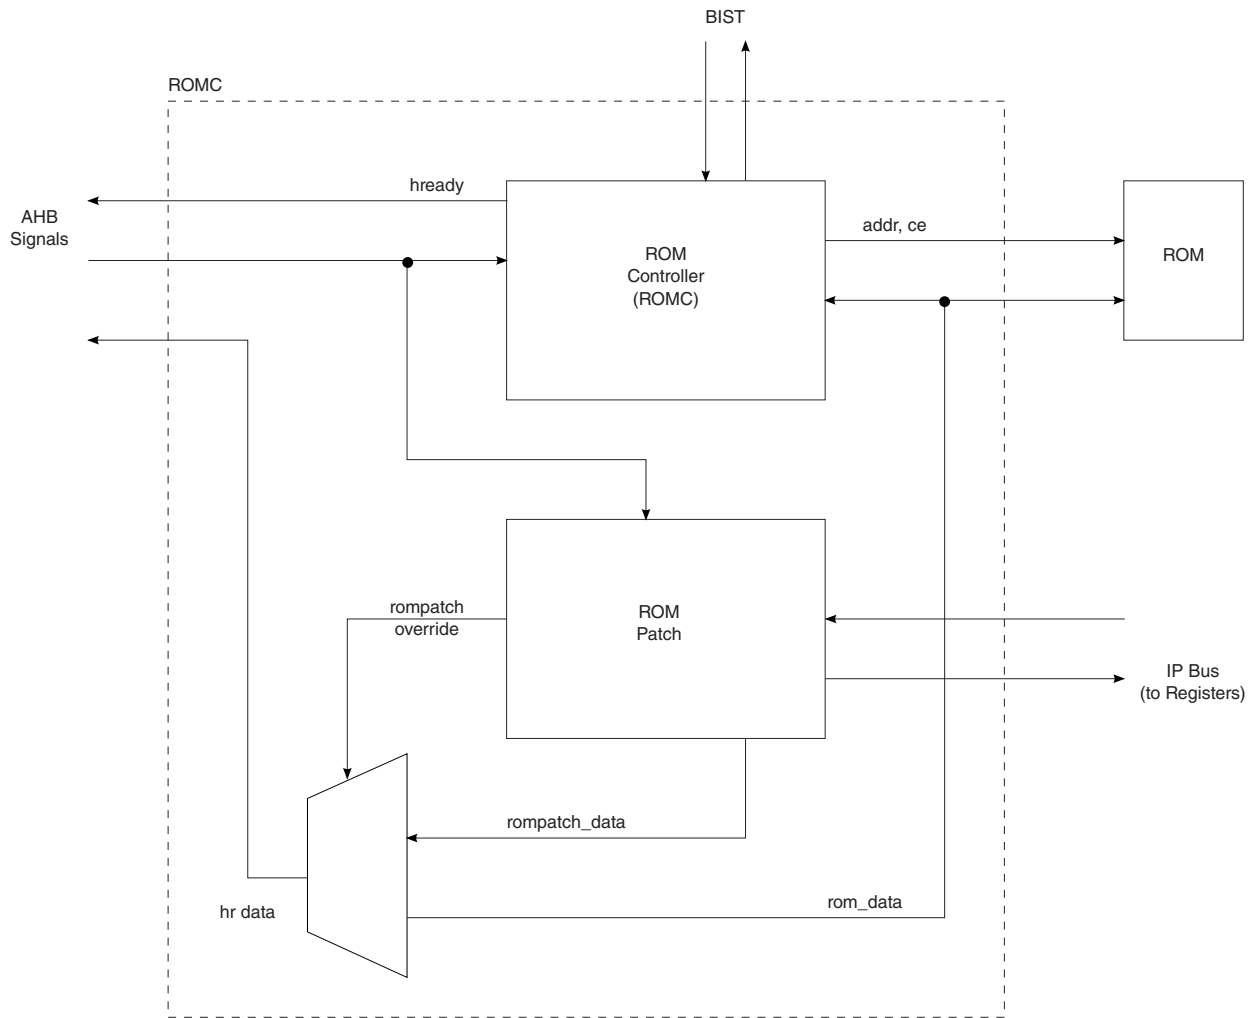 BIST
ROMC
hready
AHB
Signals
addr, ce
ROM
Controller
(ROMC)
ROM
rompatch
override
ROM
Patch
IP Bus
(to Registers)
rompatch_data
rom_data
hr data